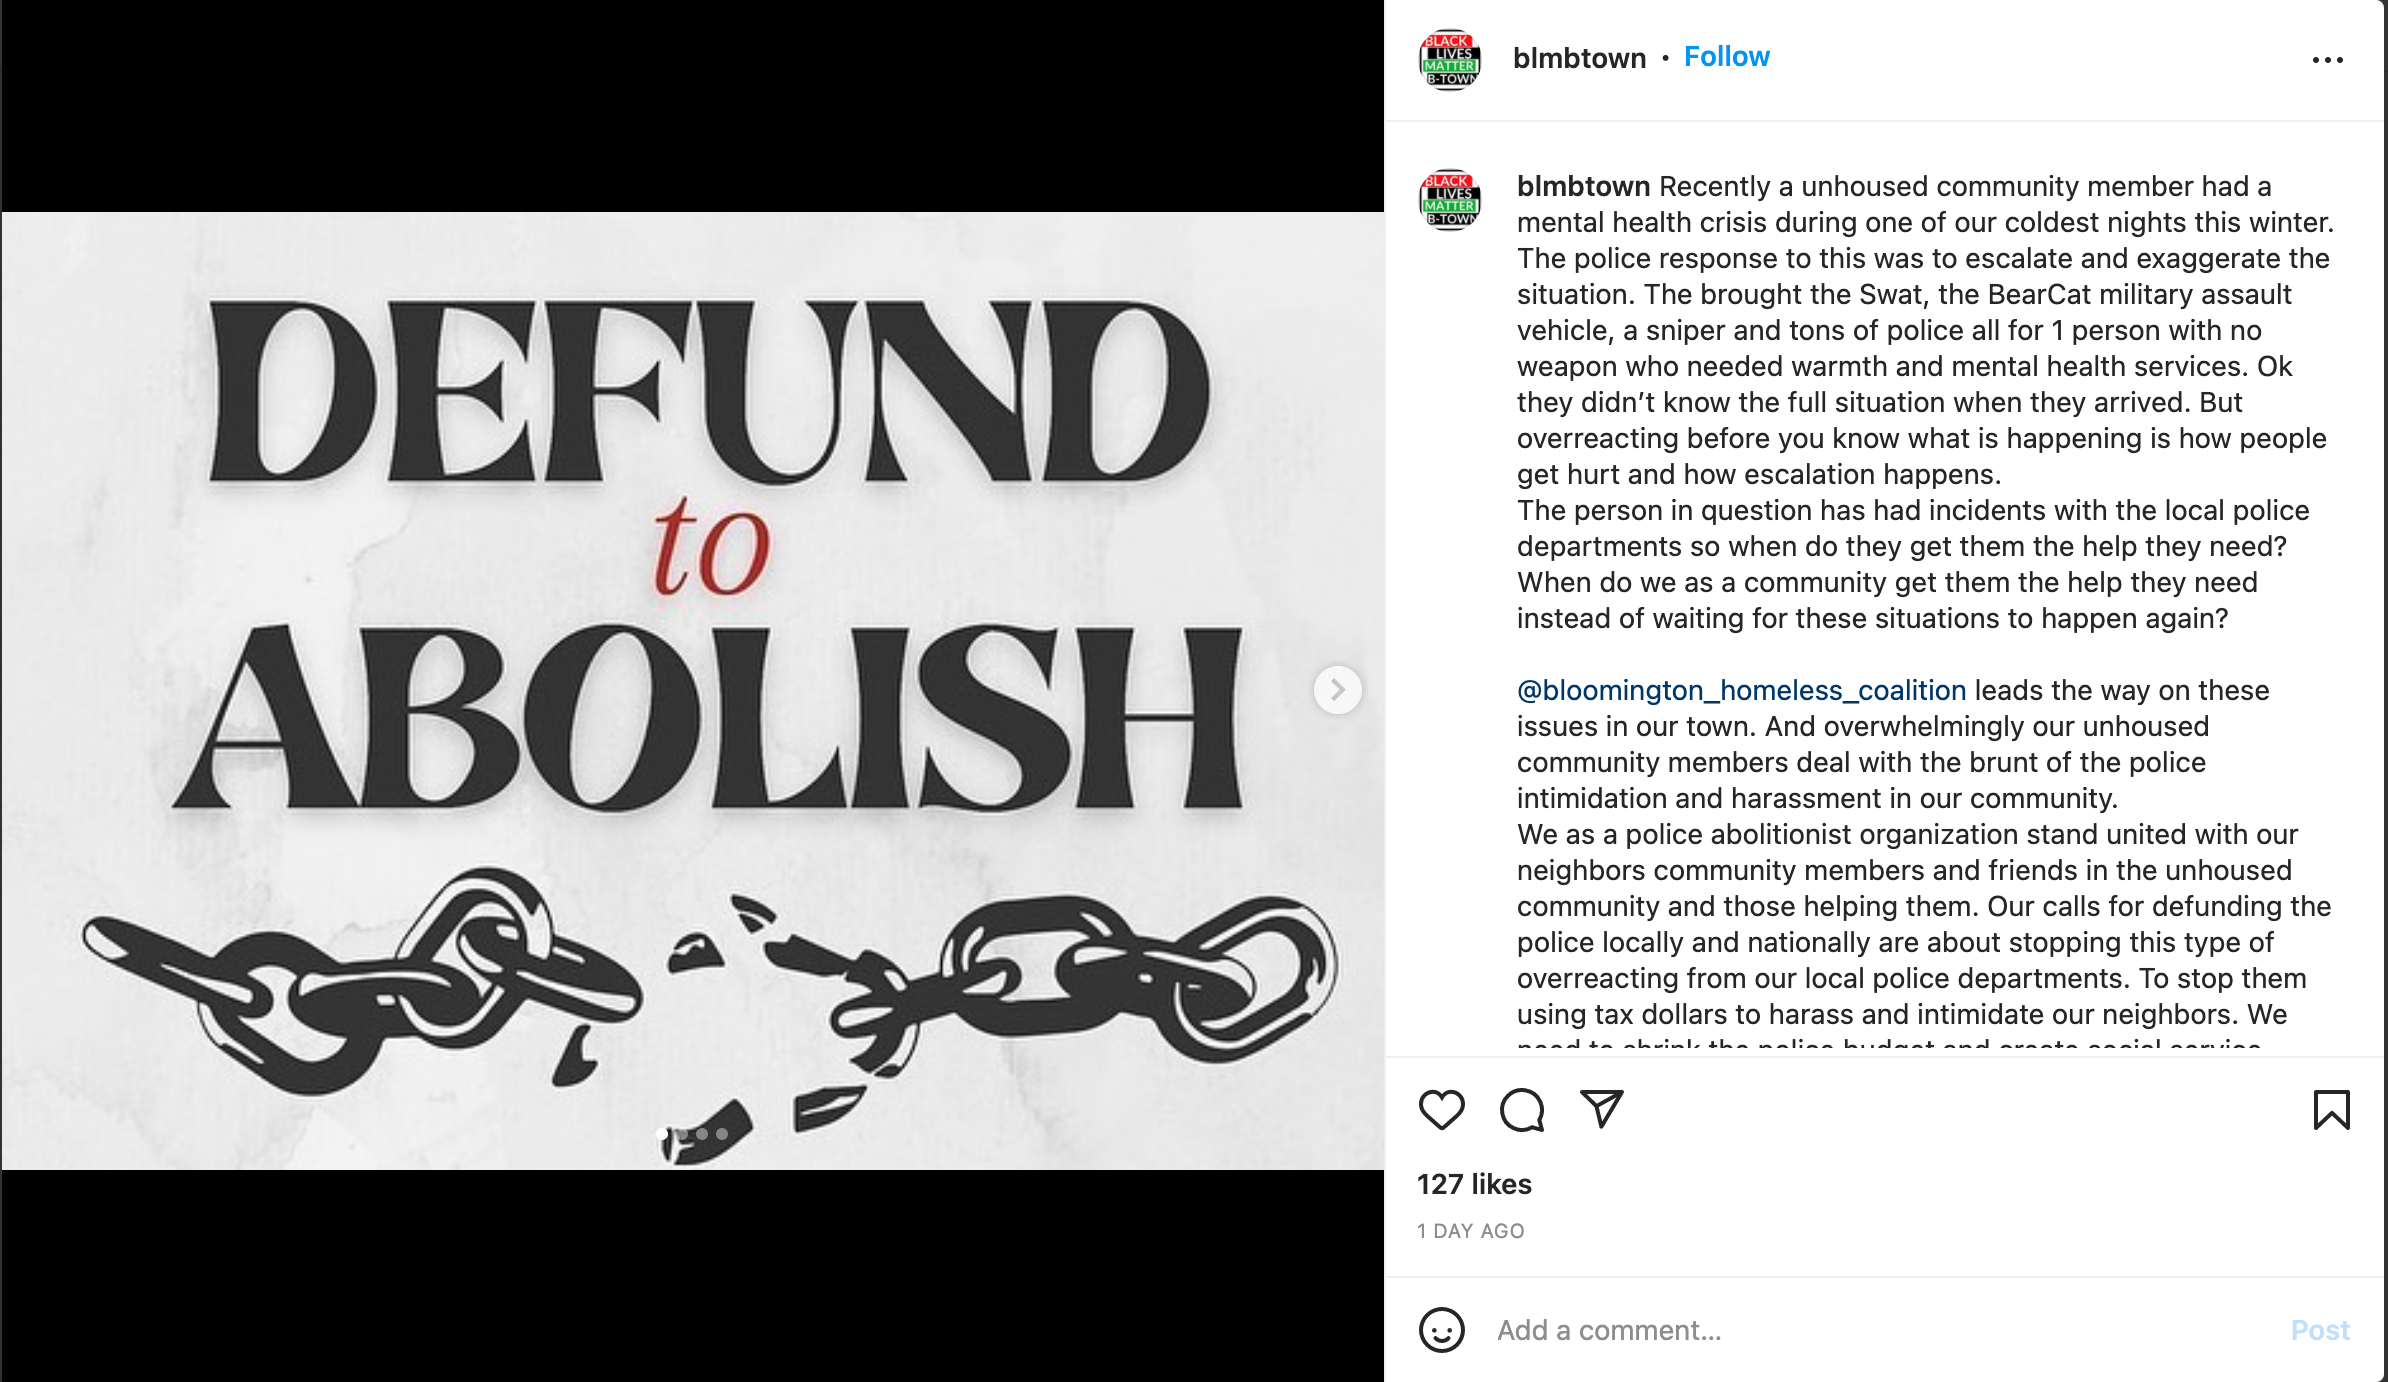 DEFUND
to
ABOLISH
BLACK
LIVES
MATTER
B-TOWN
blmbtown • Follow
BLACK
LIVES
MATTER
B-TOWN
blmbtown Recently a unhoused community member had a
mental health crisis during one of our coldest nights this winter.
The police response to this was to escalate and exaggerate the
situation. The brought the Swat, the BearCat military assault
vehicle, a sniper and tons of police all for 1 person with no
weapon who needed warmth and mental health services. Ok
they didn’t know the full situation when they arrived. But
overreacting before you know what is happening is how people
get hurt and how escalation happens.
The person in question has had incidents with the local police
departments so when do they get them the help they need?
When do we as a community get them the help they need
instead of waiting for these situations to happen again?
@bloomington_homeless_coalition leads the way on these
issues in our town. And overwhelmingly our unhoused
community members deal with the brunt of the police
intimidation and harassment in our community.
We as a police abolitionist organization stand united with our
neighbors community members and friends in the unhoused
community and those helping them. Our calls for defunding the
police locally and nationally are about stopping this type of
overreacting from our local police departments. To stop them
using tax dollars to harass and intimidate our neighbors. We
need to shrink the police budget and create social service
127 likes
1 DAY AGO
Add a comment...
Post